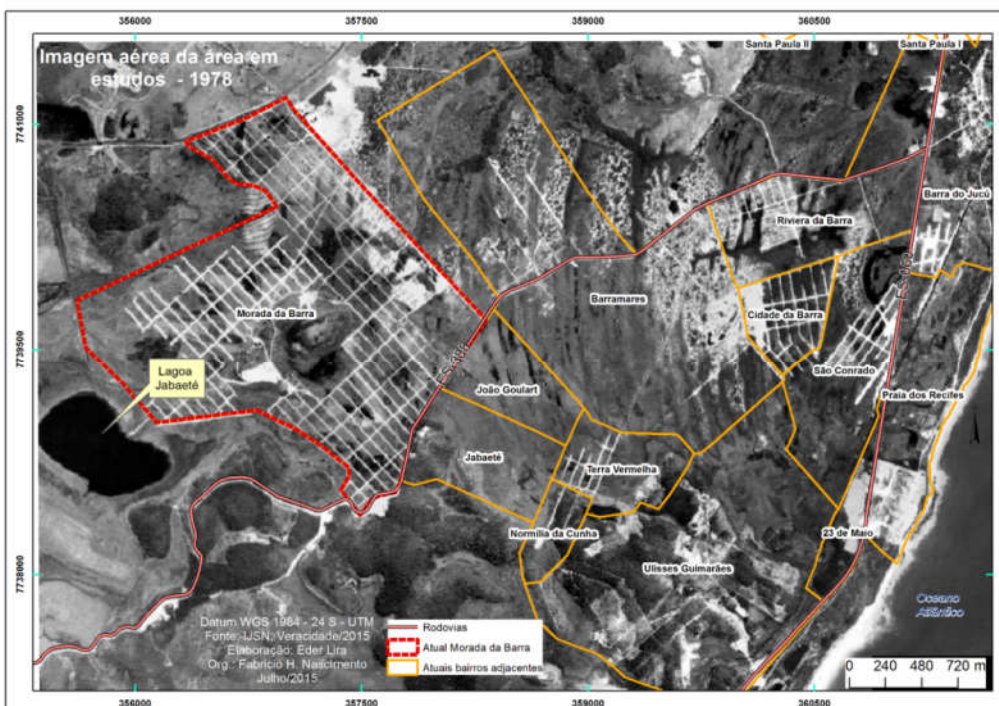 356000
357500
359000
360500
Imagem aérea da área em
estudos - 1978
Santa Paula II
Santa Paula I
7741000
7741000
Barra do Jucú
Riviera da Barra
Morada da Barra
Barramares
Cidade da Barra
7739500
7739500
Lagoa
Jabaeté
João Goulart
São Conrado
Praia dos Recifes
Jabaeté
Terra Vermelha
Normília da Cunha
23 de Maio
Ulisses Guimarães
7738000
7738000
Oceano
Atlântico
Datum WGS 1984 - 24 S - UTM
Fonte: IJSN, Veracidade/2015
Elaboração: Eder Lira
Org.: Fabricio H. Nascimento
Julho/2015
Rodovias
Atual Morada da Barra
Atuais bairros adjacentes
0 240 480 720 m
356000
357500
359000
360500